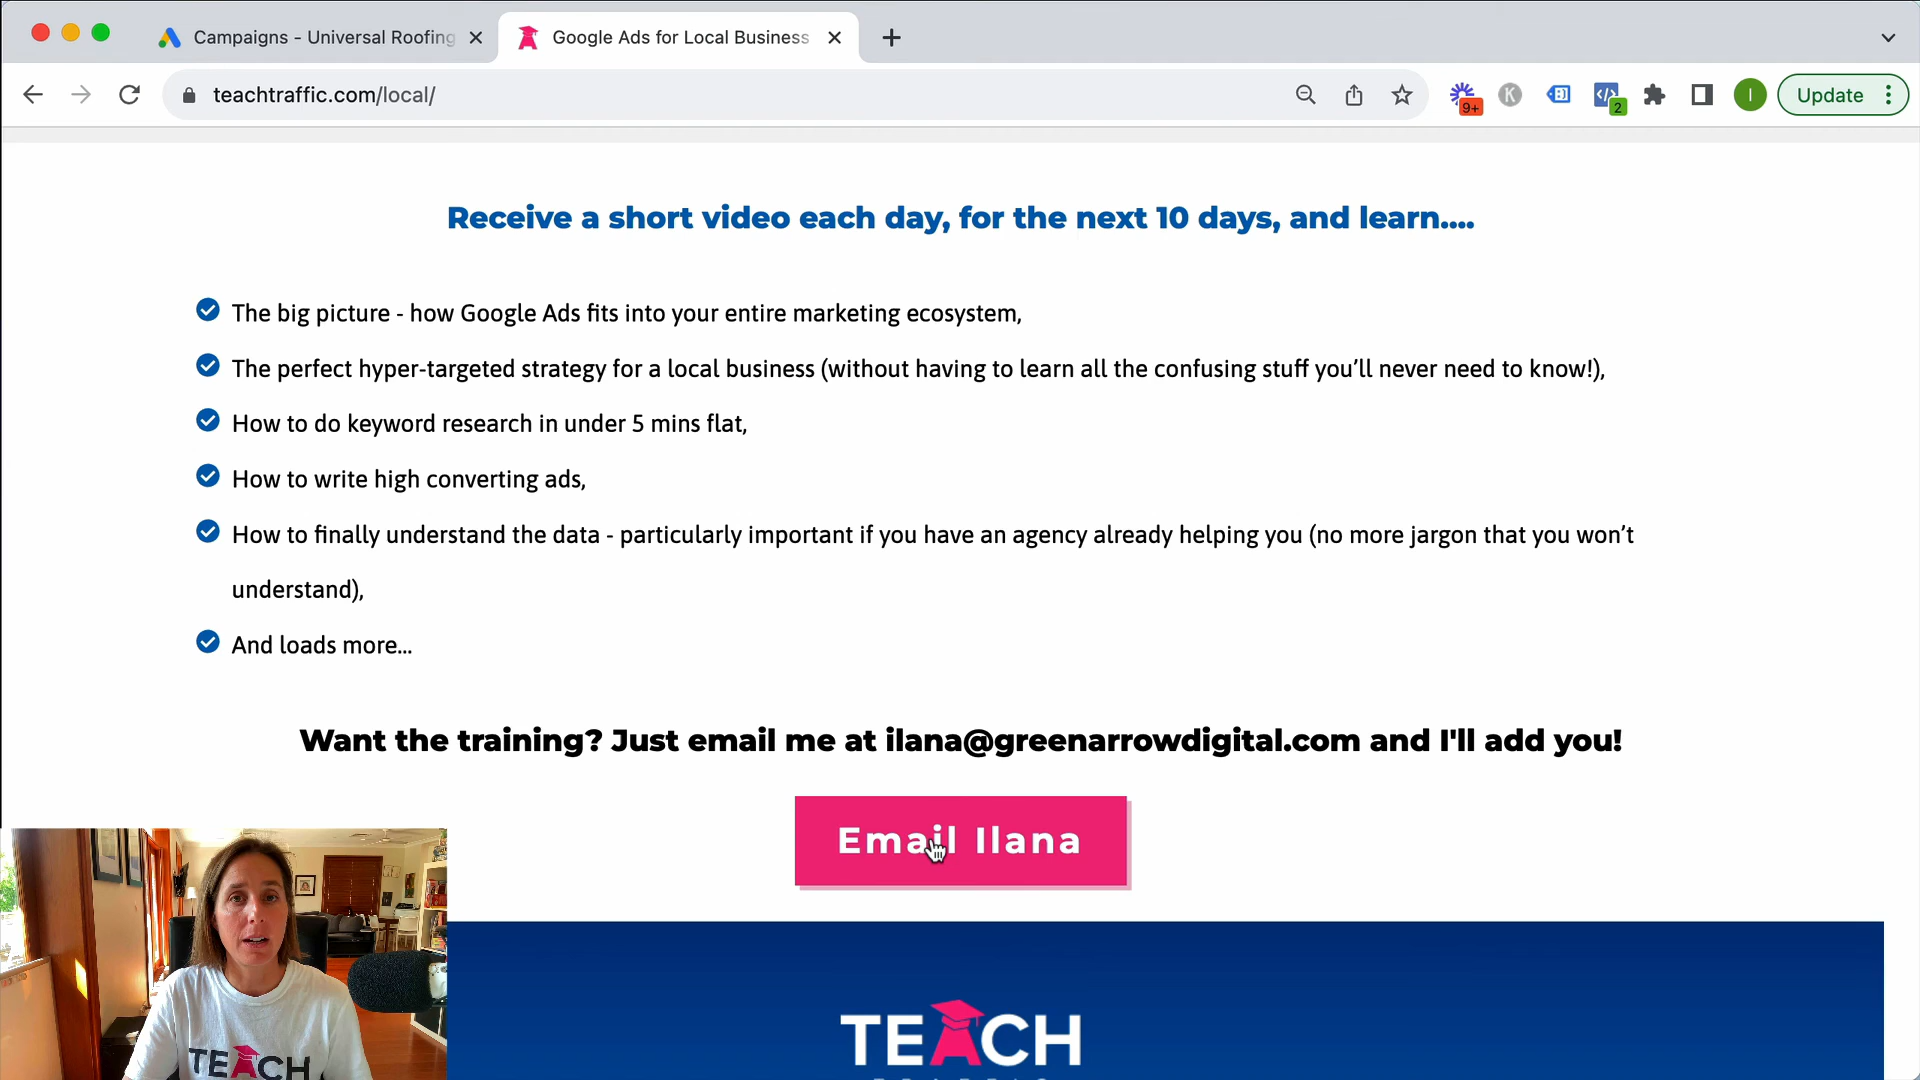 Campaigns - Universal Roofing
Google Ads for Local Business
teachtraffic.com/local/
9+
K
2
I
Update
Receive a short video each day, for the next 10 days, and learn....
The big picture - how Google Ads fits into your entire marketing ecosystem,
The perfect hyper-targeted strategy for a local business (without having to learn all the confusing stuff you’ll never need to know!),
How to do keyword research in under 5 mins flat,
How to write high converting ads,
How to finally understand the data - particularly important if you have an agency already helping you (no more jargon that you won’t
understand),
And loads more...
Want the training? Just email me at ilana@greenarrowdigital.com and I'll add you!
Email Ilana
TEACH
TEACH